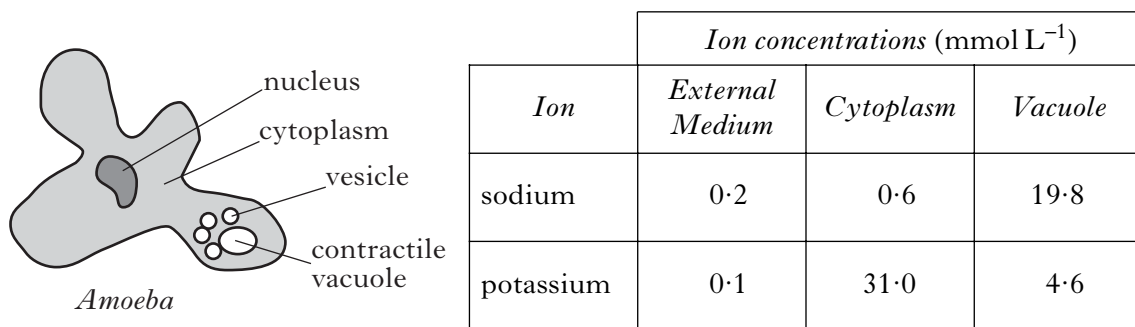 nucleus
cytoplasm
vesicle
contractile
vacuole
Amoeba
Ion concentrations (mmol L⁻¹)
Ion External Medium Cytoplasm Vacuole
sodium 0·2 0·6 19·8
potassium 0·1 31·0 4·6